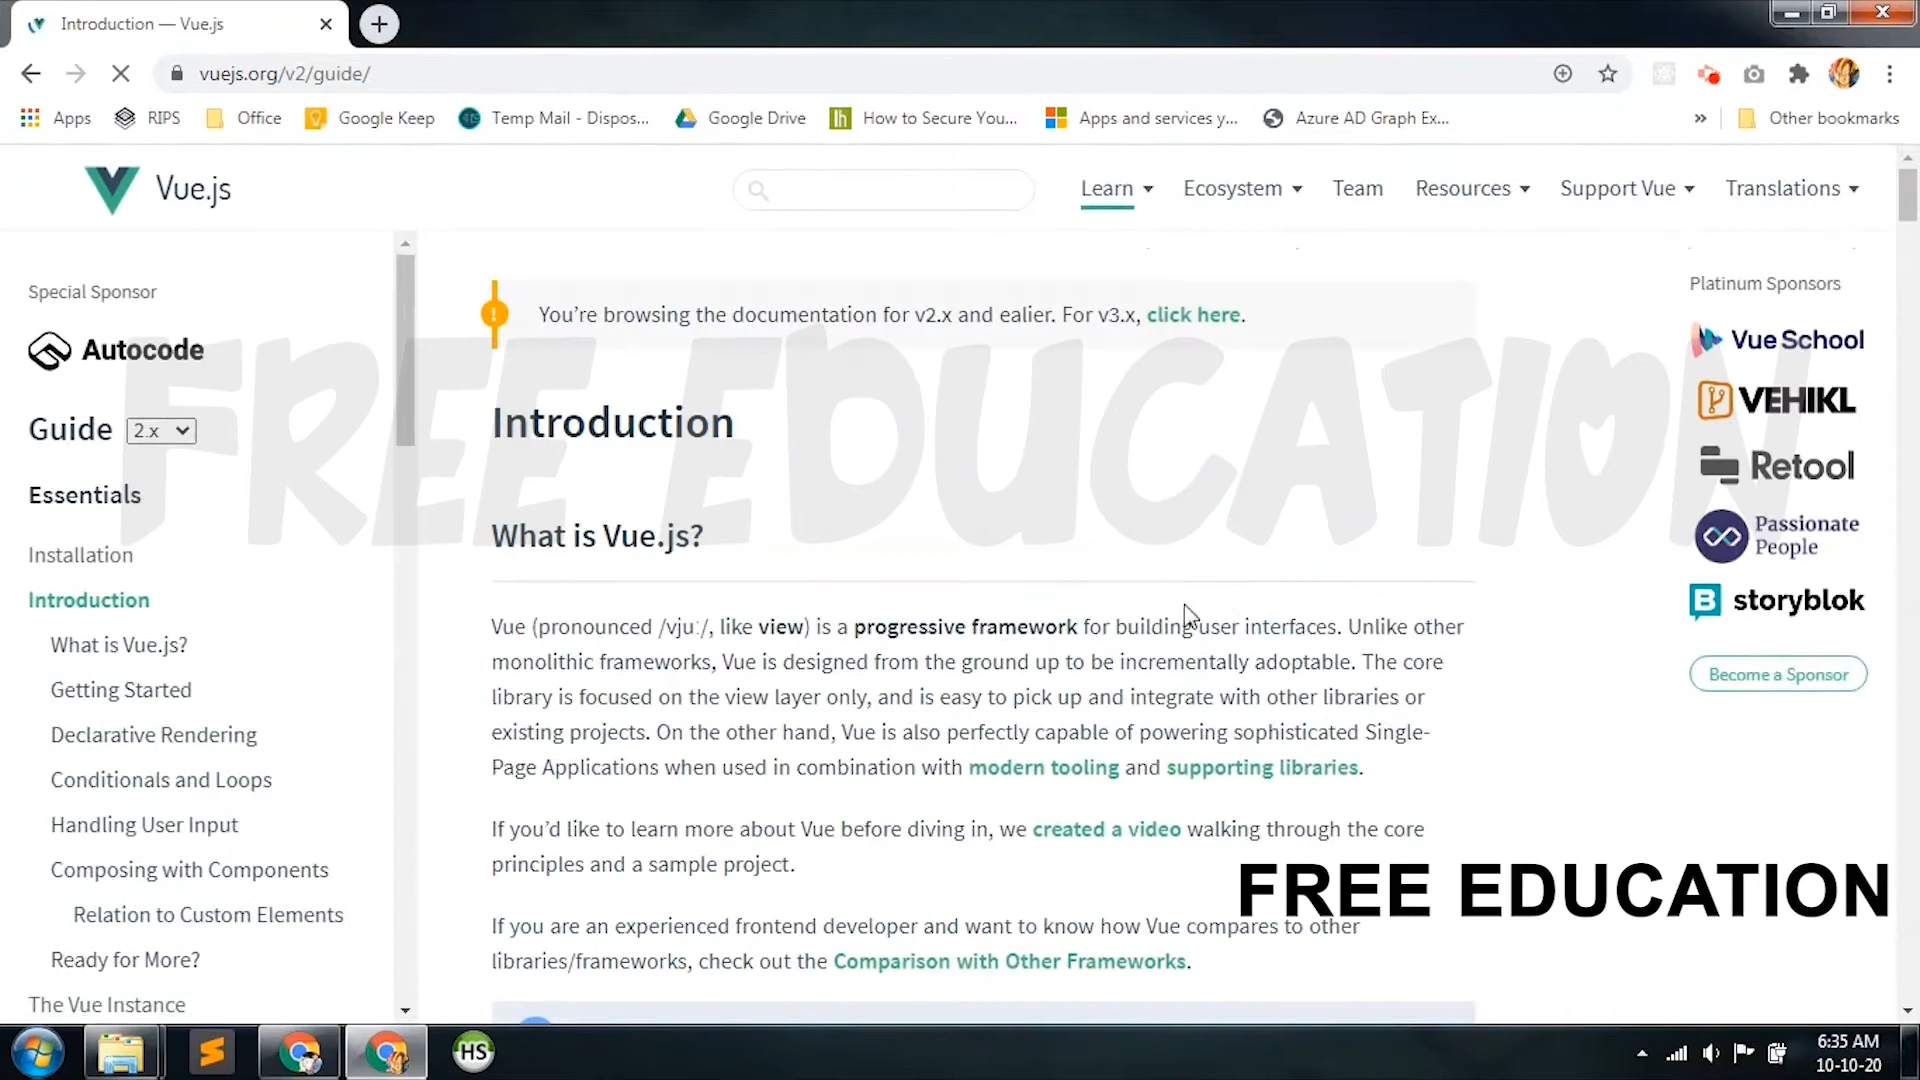 Introduction — Vue.js
vuejs.org/v2/guide/
Apps
RIPS
Office
Google Keep
Temp Mail - Dispos...
Google Drive
How to Secure You...
Apps and services y...
Azure AD Graph Ex...
»
Other bookmarks
Vue.js
Learn
Ecosystem
Team
Resources
Support Vue
Translations
Special Sponsor
Autocode
Guide 2.x
Essentials
Installation
Introduction
What is Vue.js?
Getting Started
Declarative Rendering
Conditionals and Loops
Handling User Input
Composing with Components
Relation to Custom Elements
Ready for More?
The Vue Instance
You’re browsing the documentation for v2.x and ealier. For v3.x, click here.
FREE EDUCATION
Introduction
What is Vue.js?
Vue (pronounced /vjuː/, like view) is a progressive framework for building user interfaces. Unlike other
monolithic frameworks, Vue is designed from the ground up to be incrementally adoptable. The core
library is focused on the view layer only, and is easy to pick up and integrate with other libraries or
existing projects. On the other hand, Vue is also perfectly capable of powering sophisticated Single-
Page Applications when used in combination with modern tooling and supporting libraries.
If you’d like to learn more about Vue before diving in, we created a video walking through the core
principles and a sample project.
If you are an experienced frontend developer and want to know how Vue compares to other
libraries/frameworks, check out the Comparison with Other Frameworks.
Platinum Sponsors
Vue School
VEHIKL
Retool
Passionate
People
storyblok
Become a Sponsor
FREE EDUCATION
HS
6:35 AM
10-10-20